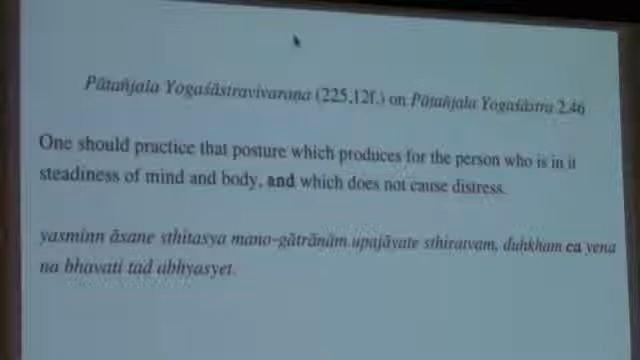 Pātañjala Yogaśāstravivaraṇa (225,12f.) on Pātañjala Yogaśāstra 2.46
One should practice that posture which produces for the person who is in it
steadiness of mind and body, and which does not cause distress.
yasminn āsane sthitasya mano-gātrāṇām upajāyate sthiratvam, duḥkham ca yena
na bhavati tad abhyasyet.